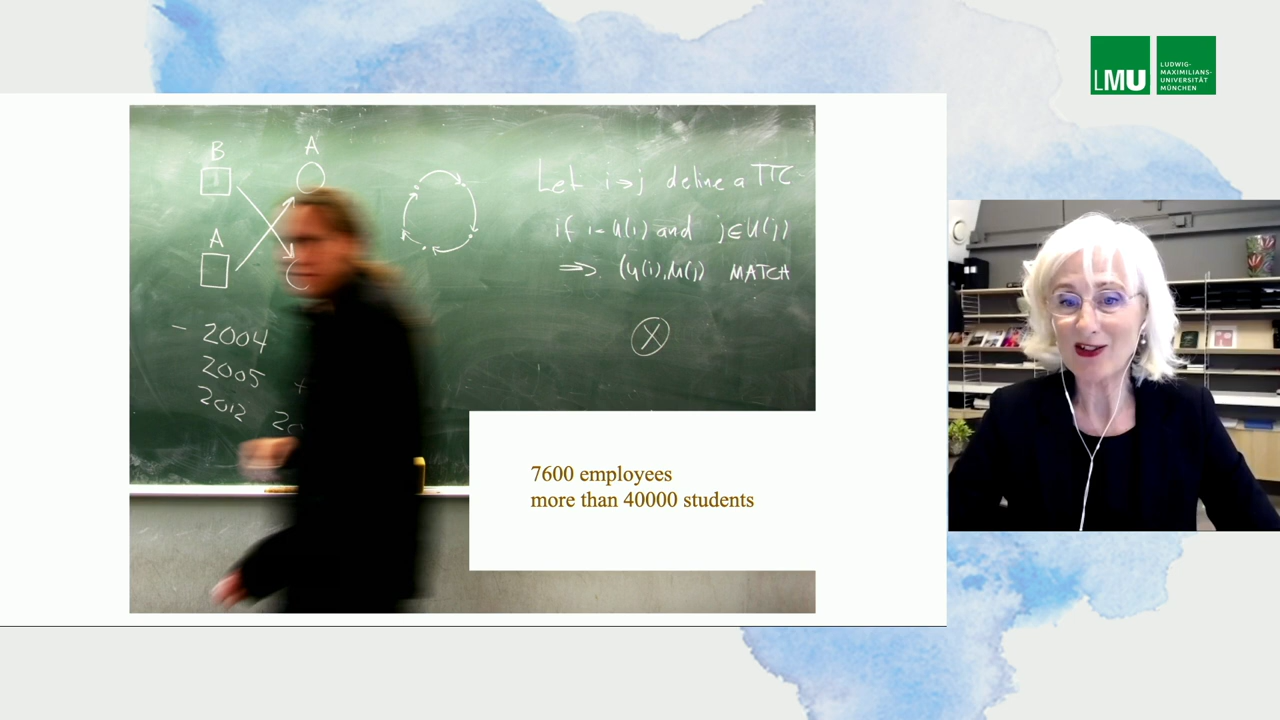 LMU
LUDWIG-
MAXIMILIANS-
UNIVERSITÄT
MÜNCHEN
B
A
A
Let i→j define a TTC
if i-μ(i) and j∈μ(j)
⇒ (μ(i),μ(j) MATCH
X
- 2004
2005
2012
7600 employees
more than 40000 students